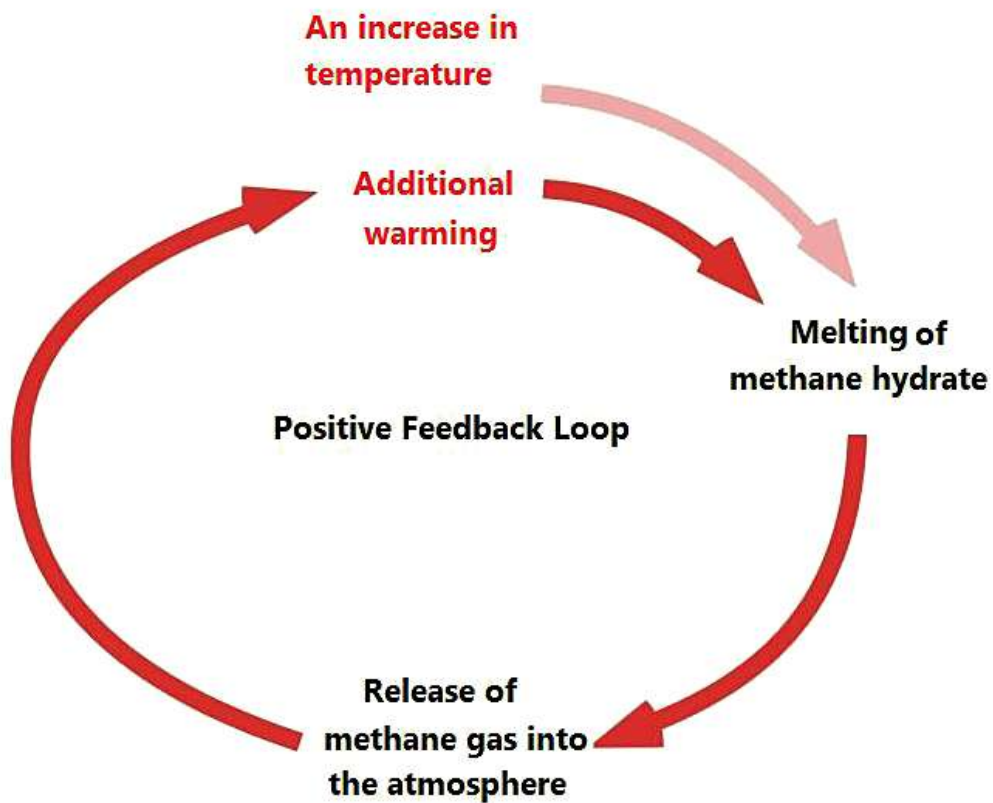 An increase in
temperature
Additional
warming
Melting of
methane hydrate
Positive Feedback Loop
Release of
methane gas into
the atmosphere